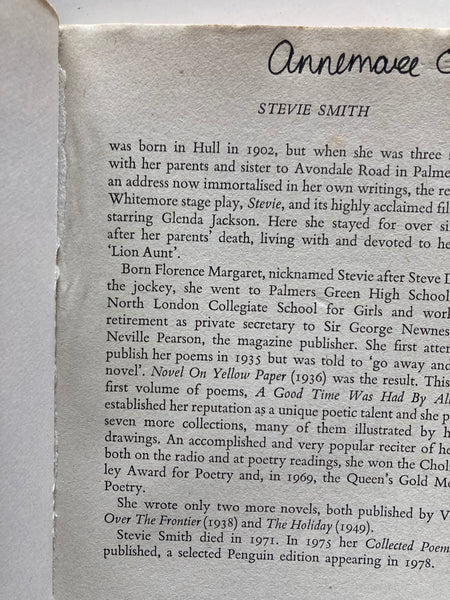 Annemaree
STEVIE SMITH
was born in Hull in 1902, but when she was three
with her parents and sister to Avondale Road in Palmer
an address now immortalised in her own writings, the re
Whitemore stage play, Stevie, and its highly acclaimed fil
starring Glenda Jackson. Here she stayed for over si
after her parents' death, living with and devoted to he
'Lion Aunt'.
Born Florence Margaret, nicknamed Stevie after Steve D
the jockey, she went to Palmers Green High School
North London Collegiate School for Girls and work
retirement as private secretary to Sir George Newnes
Neville Pearson, the magazine publisher. She first atter
publish her poems in 1935 but was told to 'go away and
novel'. Novel On Yellow Paper (1936) was the result. This
first volume of poems, A Good Time Was Had By All
established her reputation as a unique poetic talent and she p
seven more collections, many of them illustrated by h
drawings. An accomplished and very popular reciter of he
both on the radio and at poetry readings, she won the Chol
ley Award for Poetry and, in 1969, the Queen's Gold Me
Poetry.
She wrote only two more novels, both published by V
Over The Frontier (1938) and The Holiday (1949).
Stevie Smith died in 1971. In 1975 her Collected Poem
published, a selected Penguin edition appearing in 1978.